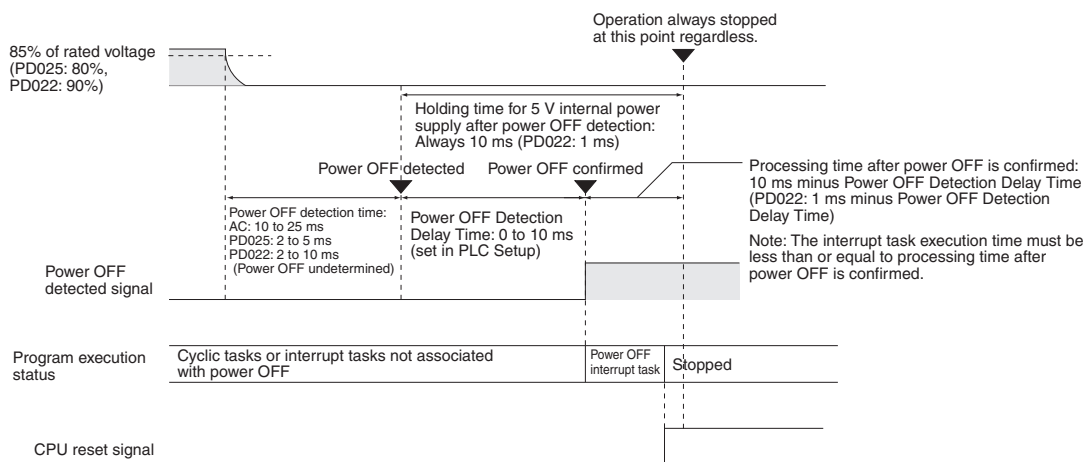 Operation always stopped
at this point regardless.
85% of rated voltage
(PD025: 80%,
PD022: 90%)
Holding time for 5 V internal power
supply after power OFF detection:
Always 10 ms (PD022: 1 ms)
Power OFF detected
Power OFF confirmed
Processing time after power OFF is confirmed:
10 ms minus Power OFF Detection Delay Time
(PD022: 1 ms minus Power OFF Detection
Delay Time)
Note: The interrupt task execution time must be
less than or equal to processing time after
power OFF is confirmed.
Power OFF detection time:
AC: 10 to 25 ms
PD025: 2 to 5 ms
PD022: 2 to 10 ms
(Power OFF undetermined)
Power OFF Detection
Delay Time: 0 to 10 ms
(set in PLC Setup)
Power OFF
detected signal
Program execution
status
Cyclic tasks or interrupt tasks not associated
with power OFF
Power OFF
interrupt task
Stopped
CPU reset signal